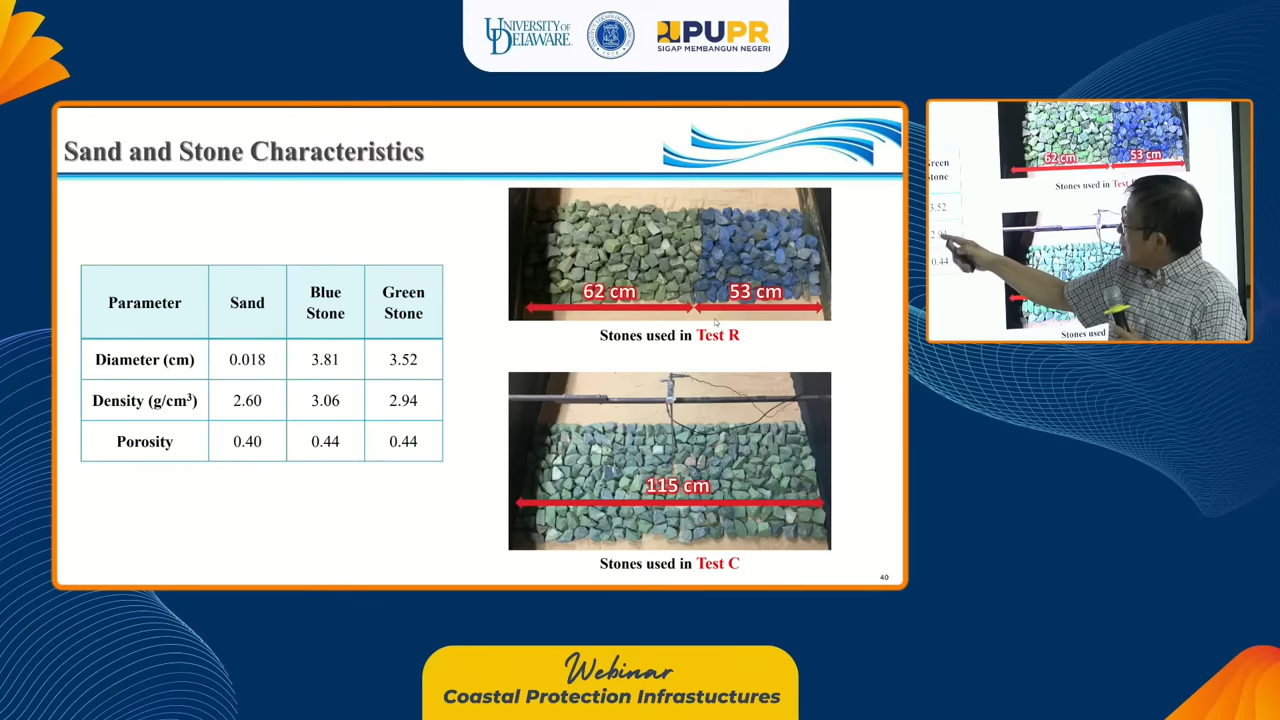 UNIVERSITY OF
DELAWARE.
PUPR
SIGAP MEMBANGUN NEGERI
Sand and Stone Characteristics
Parameter
Sand
Blue Stone
Green Stone
Diameter (cm)
0.018
3.81
3.52
Density (g/cm³)
2.60
3.06
2.94
Porosity
0.40
0.44
0.44
62 cm
53 cm
Stones used in Test R
115 cm
Stones used in Test C
40
62 cm
53 cm
Stones used in
Stone
3.52
0.44
Stones used
Webinar
Coastal Protection Infrastuctures